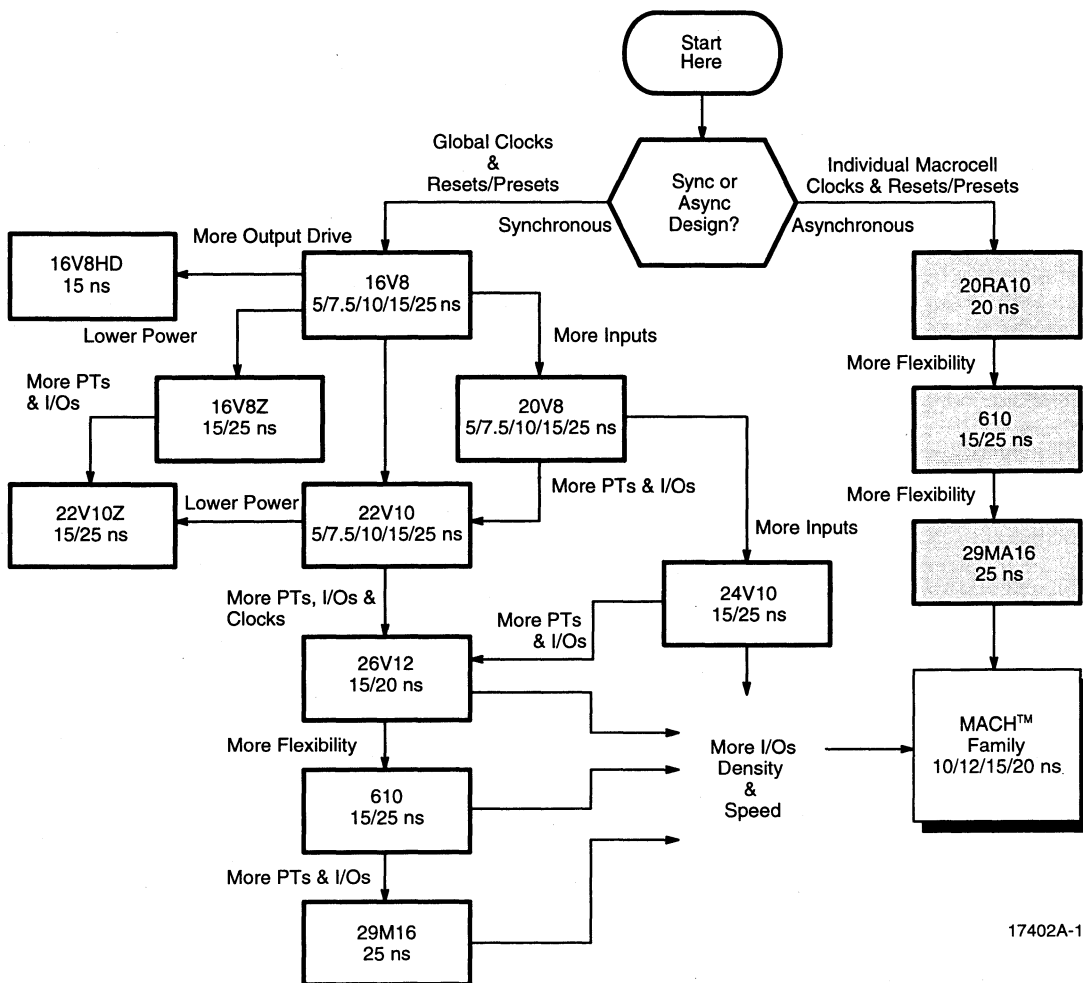 Start
Here
Global Clocks
&
Resets/Presets
Sync or
Async
Design?
Individual Macrocell
Clocks & Resets/Presets
Synchronous
Asynchronous
More Output Drive
16V8HD
15 ns
16V8
5/7.5/10/15/25 ns
20RA10
20 ns
Lower Power
More Inputs
More Flexibility
More PTs
& I/Os
16V8Z
15/25 ns
20V8
5/7.5/10/15/25 ns
610
15/25 ns
More PTs & I/Os
More Flexibility
22V10Z
15/25 ns
Lower Power
22V10
5/7.5/10/15/25 ns
More Inputs
29MA16
25 ns
More PTs, I/Os &
Clocks
24V10
15/25 ns
More PTs
& I/Os
26V12
15/20 ns
MACH™
Family
10/12/15/20 ns
More Flexibility
More I/Os
Density
&
Speed
610
15/25 ns
More PTs & I/Os
29M16
25 ns
17402A-1